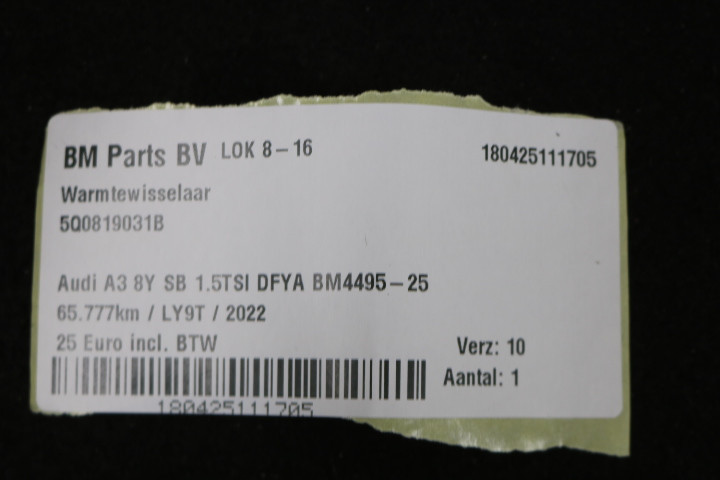 BM Parts BV LOK 8-16 180425111705
Warmtewisselaar
5Q0819031B
Audi A3 8Y SB 1.5TSI DFYA BM4495-25
65.777km / LY9T / 2022
25 Euro incl. BTW
Verz: 10
Aantal: 1
180425111705